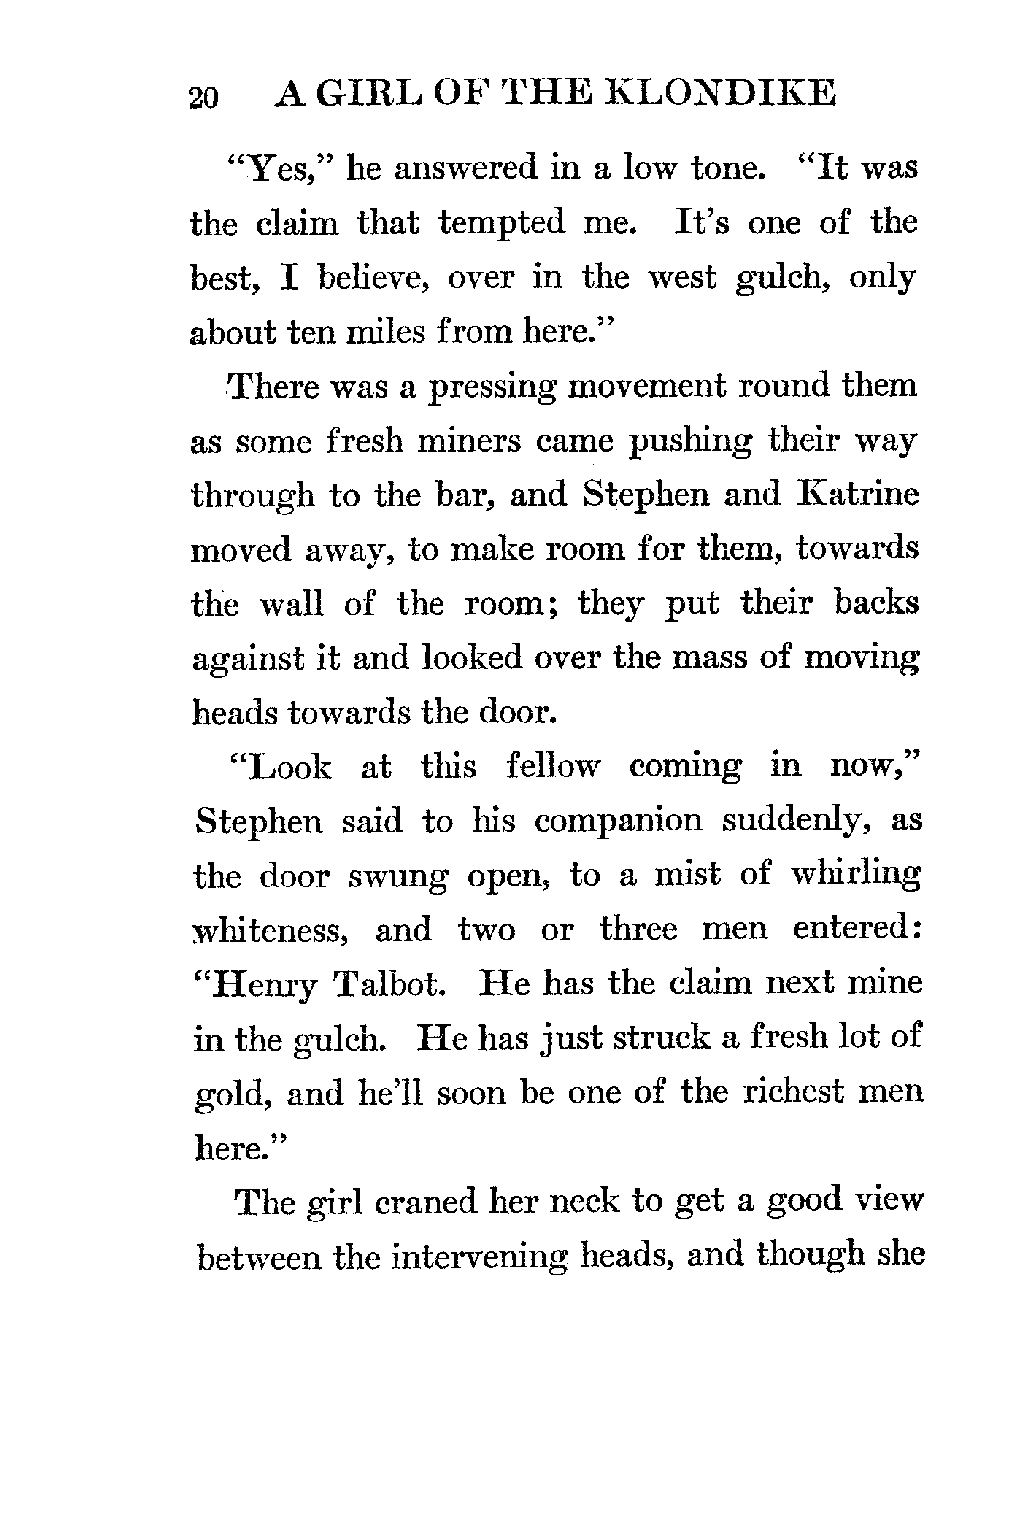 20 A GIRL OF THE KLONDIKE
“Yes,” he answered in a low tone. “It was
the claim that tempted me. It’s one of the
best, I believe, over in the west gulch, only
about ten miles from here.”
There was a pressing movement round them
as some fresh miners came pushing their way
through to the bar, and Stephen and Katrine
moved away, to make room for them, towards
the wall of the room; they put their backs
against it and looked over the mass of moving
heads towards the door.
“Look at this fellow coming in now,”
Stephen said to his companion suddenly, as
the door swung open, to a mist of whirling
whiteness, and two or three men entered:
“Henry Talbot. He has the claim next mine
in the gulch. He has just struck a fresh lot of
gold, and he’ll soon be one of the richest men
here.”
The girl craned her neck to get a good view
between the intervening heads, and though she